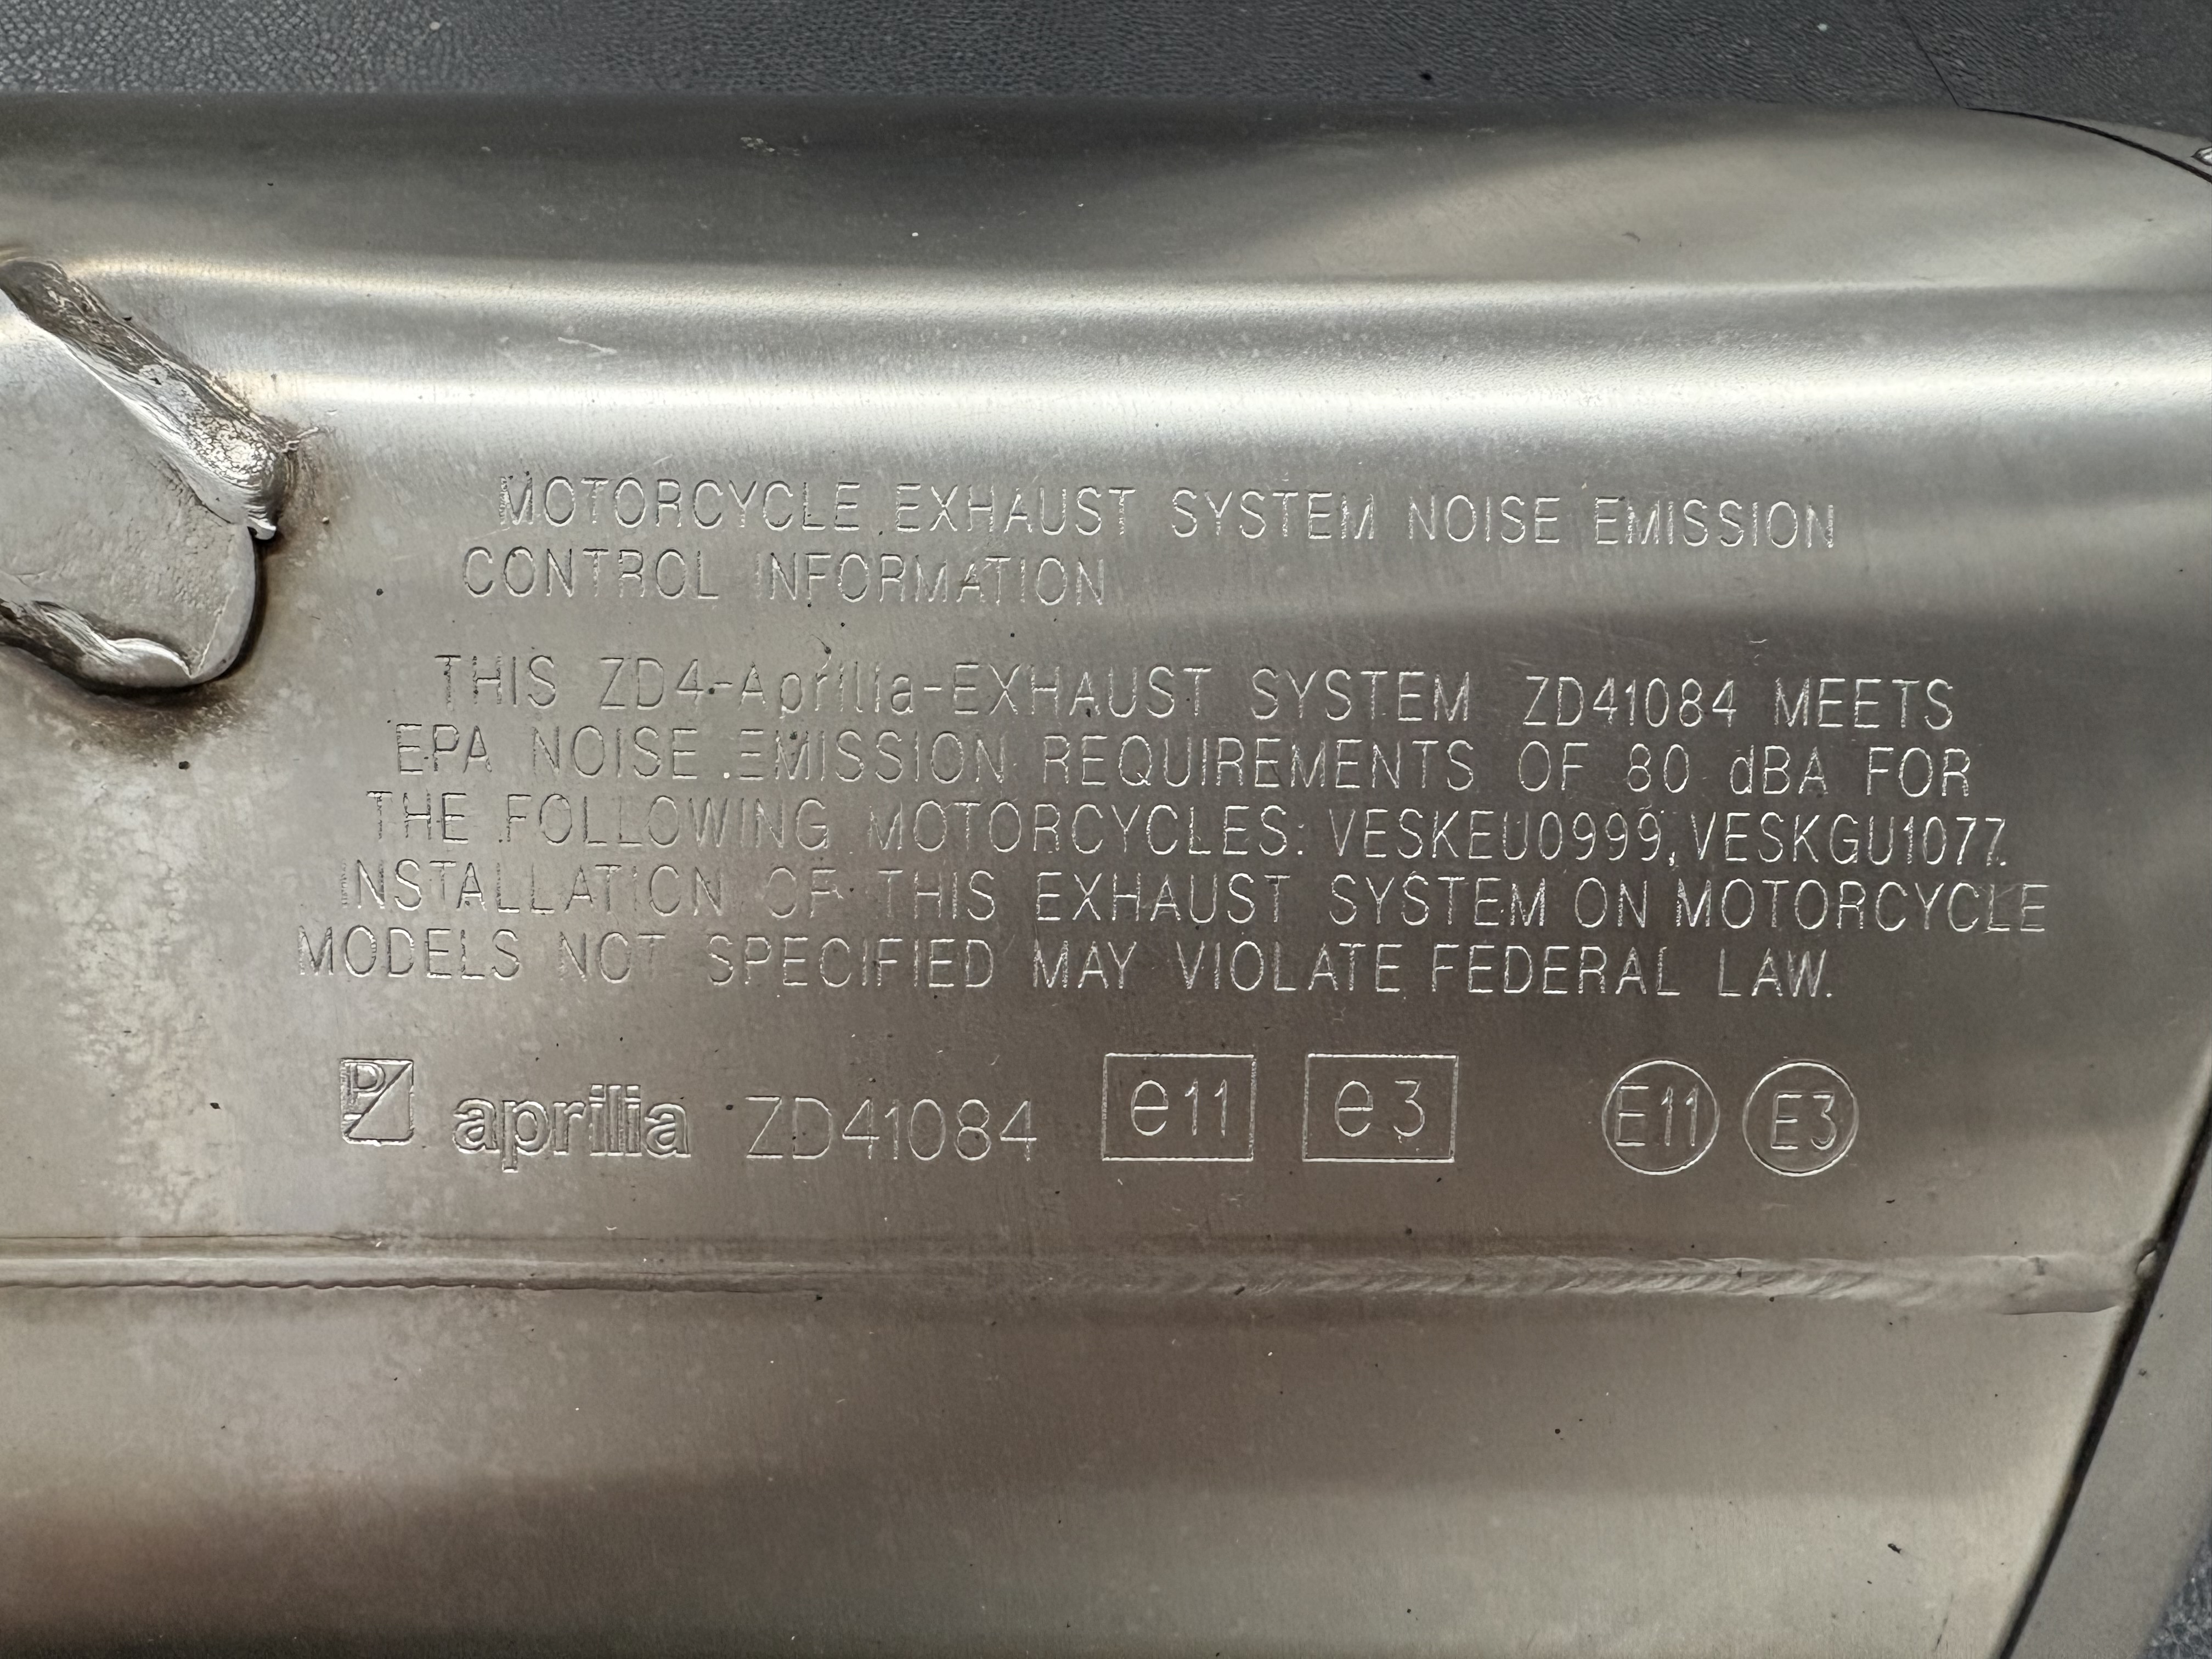 MOTORCYCLE EXHAUST SYSTEM NOISE EMISSION
CONTROL INFORMATION
THIS ZD4-Aprilia-EXHAUST SYSTEM ZD41084 MEETS
EPA NOISE EMISSION REQUIREMENTS OF 80 dBA FOR
THE FOLLOWING MOTORCYCLES: VESKEU0999, VESKGU1077.
INSTALLATION OF THIS EXHAUST SYSTEM ON MOTORCYCLE
MODELS NOT SPECIFIED MAY VIOLATE FEDERAL LAW.
P aprilia ZD41084 e11 e3 E11 E3